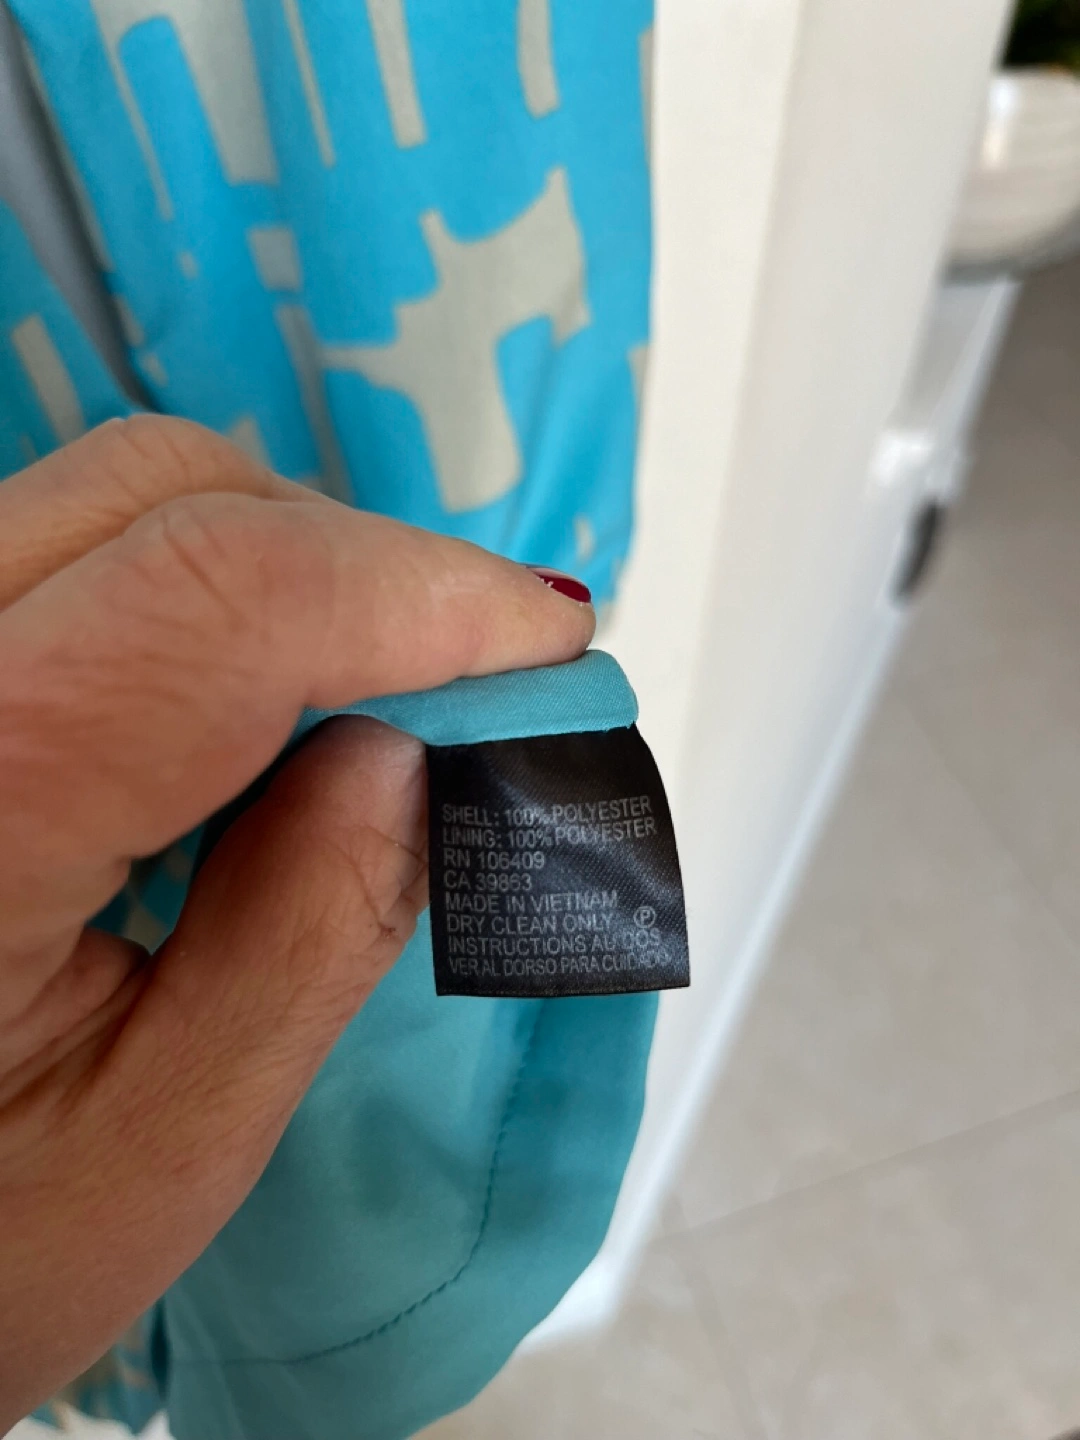 SHELL: 100% POLYESTER
LINING: 100% POLYESTER
RN 106409
CA 39863
MADE IN VIETNAM
DRY CLEAN ONLY Ⓟ
INSTRUCTIONS AU DOS
VER AL DORSO PARA CUIDADO